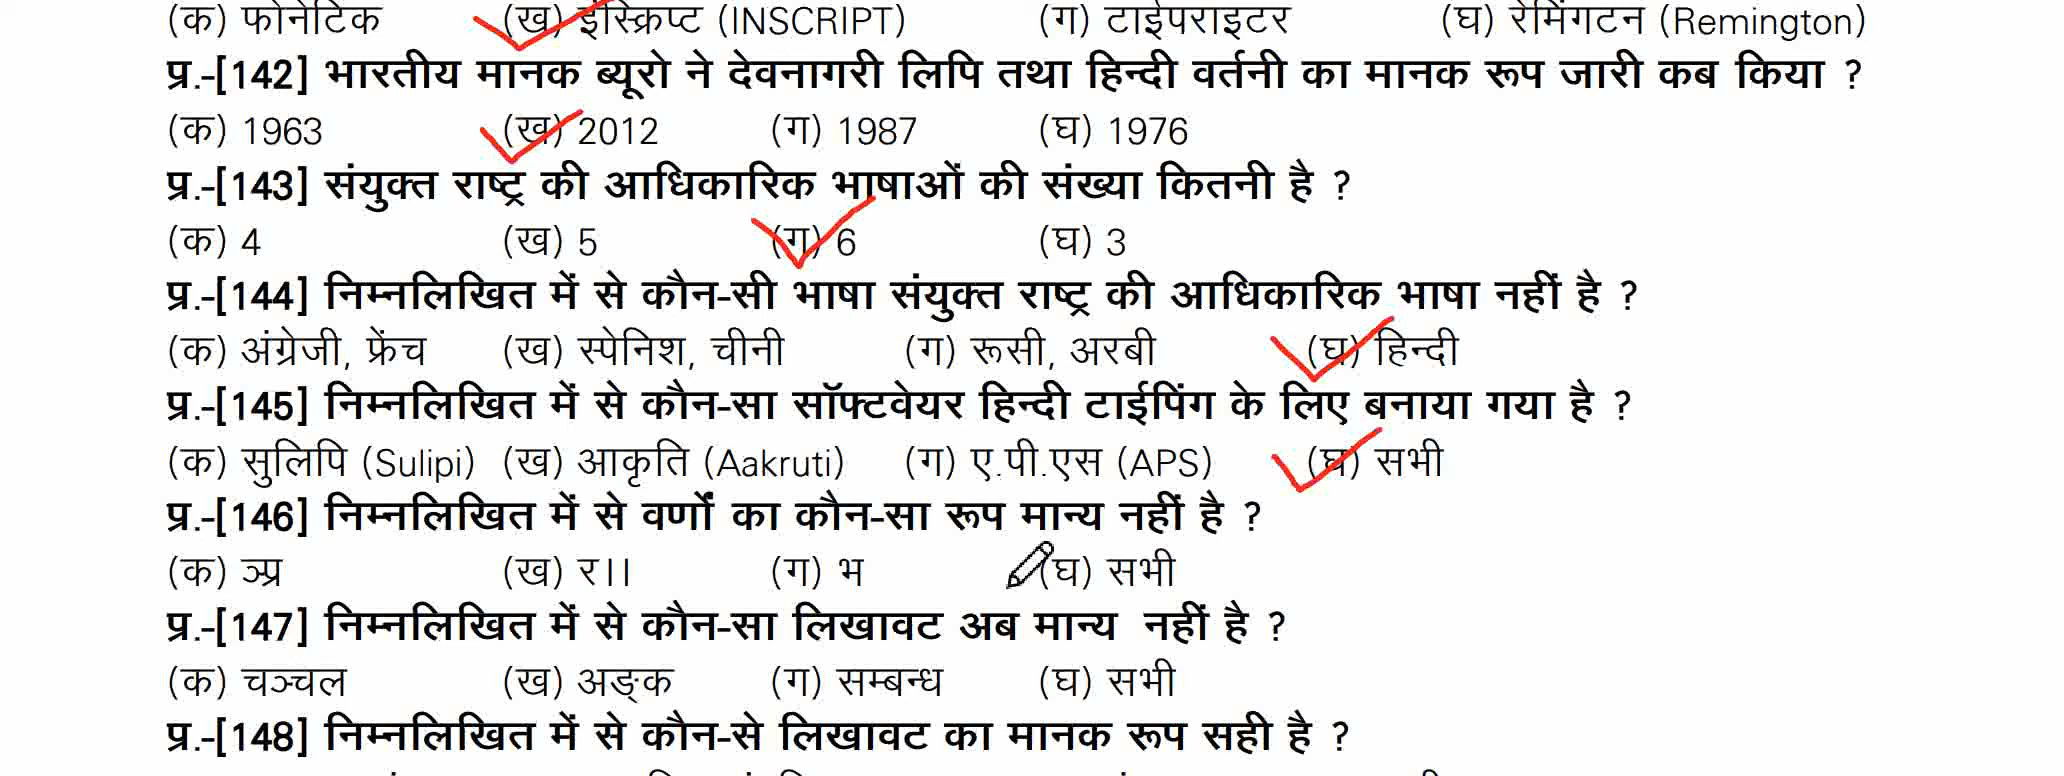 (क) फोनेटिक (ख) इंस्क्रिप्ट (INSCRIPT) (ग) टाईपराइटर (घ) रेमिंगटन (Remington)
प्र.-[142] भारतीय मानक ब्यूरो ने देवनागरी लिपि तथा हिन्दी वर्तनी का मानक रूप जारी कब किया ?
(क) 1963 (ख) 2012 (ग) 1987 (घ) 1976
प्र.-[143] संयुक्त राष्ट्र की आधिकारिक भाषाओं की संख्या कितनी है ?
(क) 4 (ख) 5 (ग) 6 (घ) 3
प्र.-[144] निम्नलिखित में से कौन-सी भाषा संयुक्त राष्ट्र की आधिकारिक भाषा नहीं है ?
(क) अंग्रेजी, फ्रेंच (ख) स्पेनिश, चीनी (ग) रूसी, अरबी (घ) हिन्दी
प्र.-[145] निम्नलिखित में से कौन-सा सॉफ्टवेयर हिन्दी टाईपिंग के लिए बनाया गया है ?
(क) सुलिपि (Sulipi) (ख) आकृति (Aakruti) (ग) ए.पी.एस (APS) (घ) सभी
प्र.-[146] निम्नलिखित में से वर्णों का कौन-सा रूप मान्य नहीं है ?
(क) (ख) र।। (ग) भ (घ) सभी
प्र.-[147] निम्नलिखित में से कौन-सा लिखावट अब मान्य नहीं है ?
(क) चञ्चल (ख) अङ्क (ग) सम्बन्ध (घ) सभी
प्र.-[148] निम्नलिखित में से कौन-से लिखावट का मानक रूप सही है ?